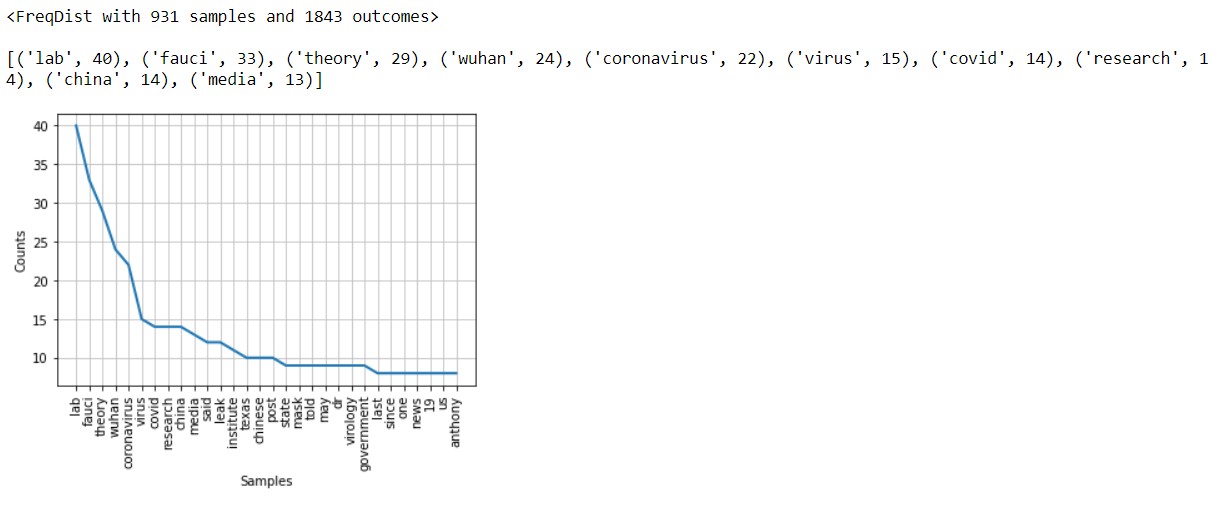 <FreqDist with 931 samples and 1843 outcomes>
[('lab', 40), ('fauci', 33), ('theory', 29), ('wuhan', 24), ('coronavirus', 22), ('virus', 15), ('covid', 14), ('research', 1
4), ('china', 14), ('media', 13)]
40
35
30
25
20
15
10
Counts
lab
fauci
theory
wuhan
coronavirus
virus
covid
research
china
media
said
leak
institute
texas
chinese
post
state
mask
told
may
dr
virology
government
last
since
one
news
19
us
anthony
Samples